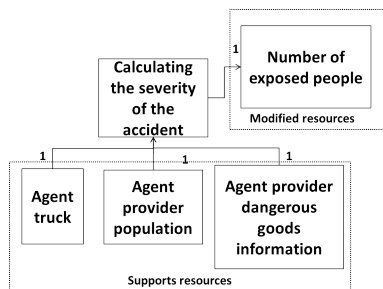 1
Number of
exposed people
Modified resources
Calculating
the severity
of the
accident
1
1
1
Agent
truck
Agent
provider
population
Agent provider
dangerous
goods
information
Supports resources